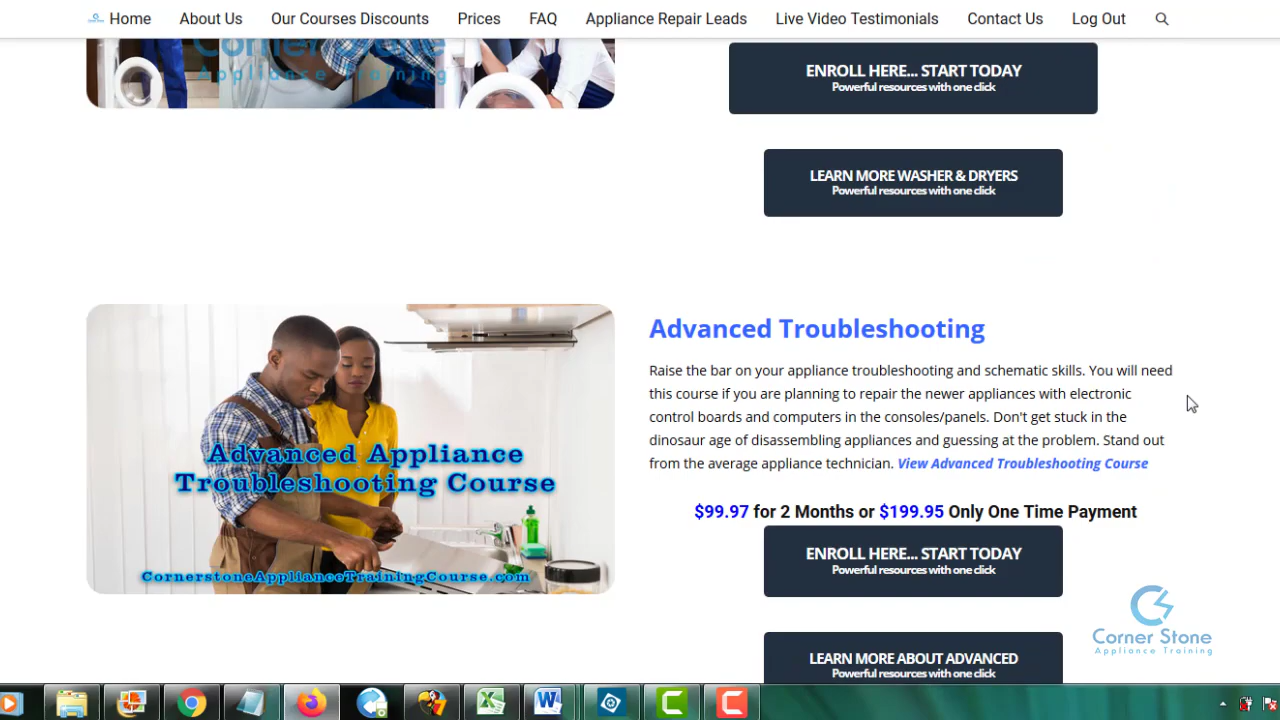 Home About Us Our Courses Discounts Prices FAQ Appliance Repair Leads Live Video Testimonials Contact Us Log Out
Corner Stone
Appliance Training
ENROLL HERE... START TODAY
Powerful resources with one click
LEARN MORE WASHER & DRYERS
Powerful resources with one click
Advanced Appliance
Troubleshooting Course
CornerstoneApplianceTrainingCourse.com
Advanced Troubleshooting
Raise the bar on your appliance troubleshooting and schematic skills. You will need
this course if you are planning to repair the newer appliances with electronic
control boards and computers in the consoles/panels. Don't get stuck in the
dinosaur age of disassembling appliances and guessing at the problem. Stand out
from the average appliance technician. View Advanced Troubleshooting Course
$99.97 for 2 Months or $199.95 Only One Time Payment
ENROLL HERE... START TODAY
Powerful resources with one click
LEARN MORE ABOUT ADVANCED
Powerful resources with one click
Corner Stone
Appliance Training